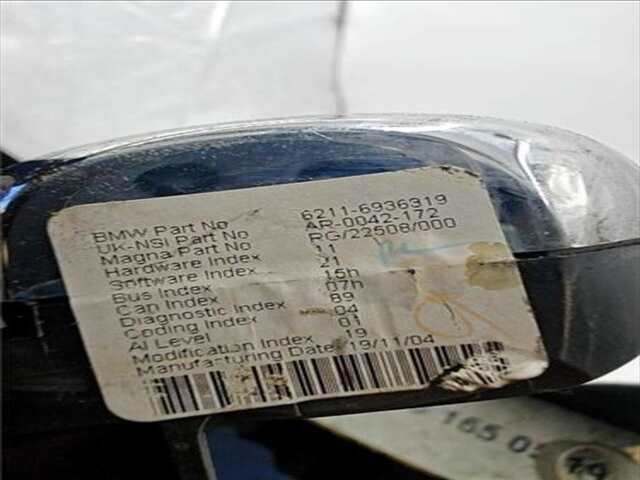 BMW Part No 6211-6936319
UK-NSI Part No AR-0042-172
Magna Part No RG/22508/000
Hardware Index 11
Software Index 21
Bus Index 15h
Can Index 07h
Diagnostic Index 89
Coding Index 04
AI Level 01
Modification Index 19
Manufacturing Date 19/11/04
165 0